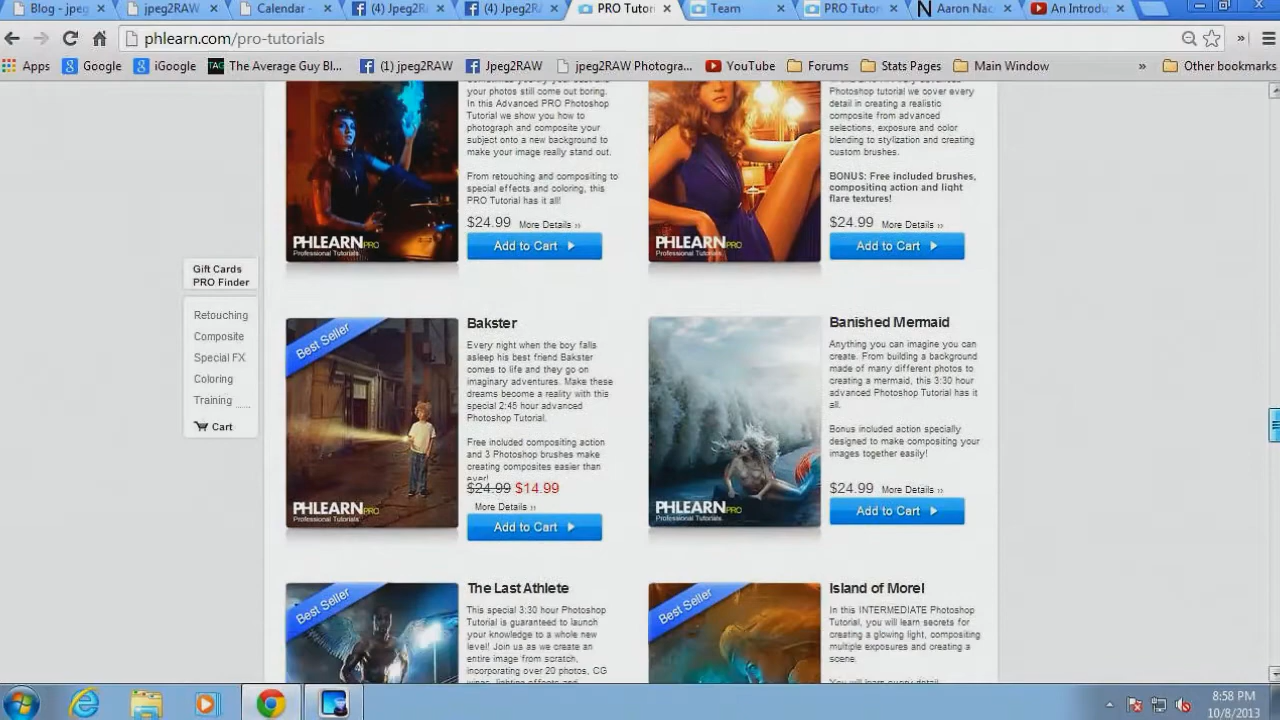 Blog - jpeg
jpeg2RAW
Calendar -
(4) Jpeg2R
(4) Jpeg2R
PRO Tutor
Team
PRO Tutor
Aaron Nac
An Introdu
phlearn.com/pro-tutorials
Apps
Google
iGoogle
TAG
The Average Guy Bl...
(1) jpeg2RAW
Jpeg2RAW
jpeg2RAW Photogra...
YouTube
Forums
Stats Pages
Main Window
»
Other bookmarks
your photos still come out boring.
In this Advanced PRO Photoshop
Tutorial we show you how to
photograph and composite your
subject onto a new background to
make your image really stand out.
From retouching and compositing to
special effects and coloring, this
PRO Tutorial has it all!
$24.99 More Details ››
Add to Cart
PHLEARN PRO
Professional Tutorials
Photoshop tutorial we cover every
detail in creating a realistic
composite from advanced
selections, exposure and color
blending to stylization and creating
custom brushes.
BONUS: Free included brushes,
compositing action and light
flare textures!
$24.99 More Details ››
Add to Cart
PHLEARN PRO
Professional Tutorials
Gift Cards
PRO Finder
Retouching
Composite
Special FX
Coloring
Training
Cart
Best Seller
Bakster
Every night when the boy falls
asleep his best friend Bakster
comes to life and they go on
imaginary adventures. Make these
dreams become a reality with this
special 2:45 hour advanced
Photoshop Tutorial.
Free included compositing action
and 3 Photoshop brushes make
creating composites easier than
ever!
$24.99 $14.99
More Details ››
Add to Cart
PHLEARN PRO
Professional Tutorials
Banished Mermaid
Anything you can imagine you can
create. From building a background
made of many different photos to
creating a mermaid, this 3:30 hour
advanced Photoshop Tutorial has it
all.
Bonus included action specially
designed to make compositing your
images together easily!
$24.99 More Details ››
Add to Cart
PHLEARN PRO
Professional Tutorials
Best Seller
The Last Athlete
This special 3:30 hour Photoshop
Tutorial is guaranteed to launch
your knowledge to a whole new
level! Join us as we create an
entire image from scratch,
incorporating over 20 photos, CG
Best Seller
Island of Morel
In this INTERMEDIATE Photoshop
Tutorial, you will learn secrets for
creating a glowing light, compositing
multiple exposures and creating a
scene.
You will learn every detail
8:58 PM
10/8/2013